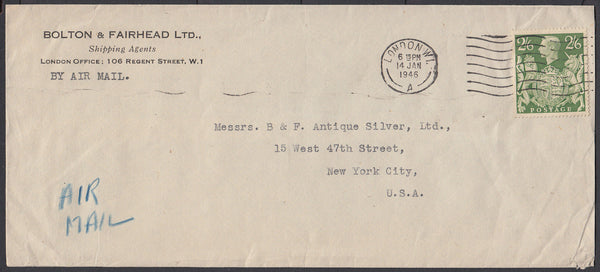 BOLTON & FAIRHEAD LTD.,
Shipping Agents
LONDON OFFICE: 106 REGENT STREET, W.1
BY AIR MAIL.
LONDON.W.1.
6 PM
14 JAN
1946
A
2/6 2/6
POSTAGE
Messrs. B & F. Antique Silver, Ltd.,
15 West 47th Street,
New York City,
U.S.A.
AIR
MAIL